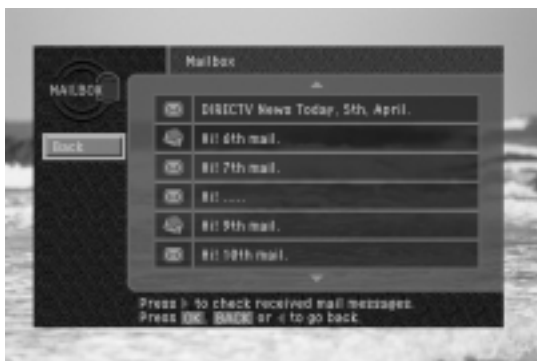 Mailbox
MAILBOX
DIRECTV News Today, 5th, April.
Back
Hi! 6th mail.
Hi! 7th mail.
Hi! .....
Hi! 9th mail.
Hi! 10th mail.
Press to check received mail messages.
Press OK, BACK or to go back